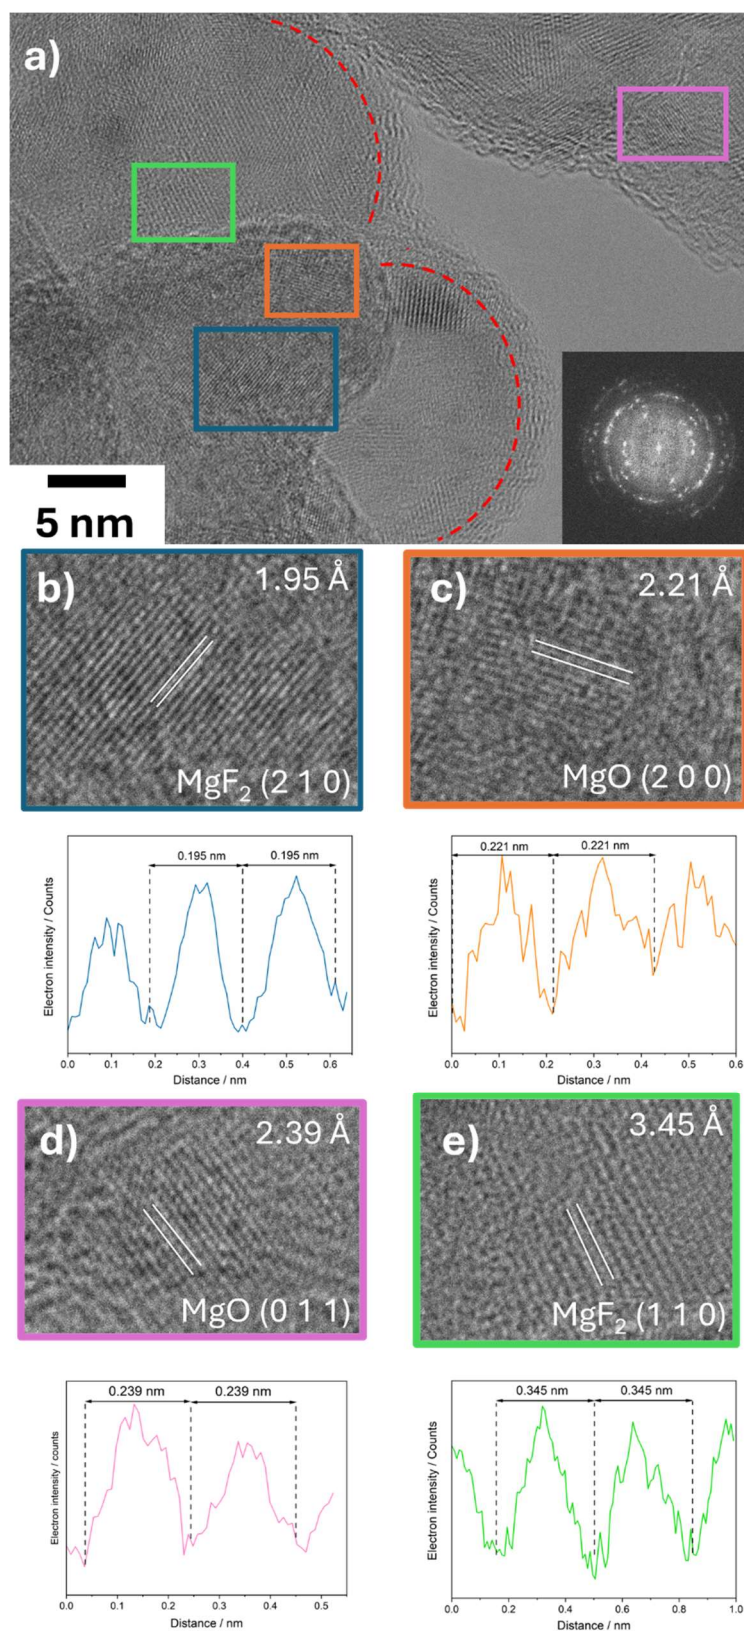 a)
5 nm
b)
1.95 Å
MgF₂ (2 1 0)
c)
2.21 Å
MgO (2 0 0)
0.195 nm 0.195 nm
Electron intensity / Counts
0.0 0.1 0.2 0.3 0.4 0.5 0.6
Distance / nm
0.221 nm 0.221 nm
Electron intensity / Counts
0.0 0.1 0.2 0.3 0.4 0.5 0.6
Distance / nm
d)
2.39 Å
MgO (0 1 1)
e)
3.45 Å
MgF₂ (1 1 0)
0.239 nm 0.239 nm
Electron intensity / Counts
0.0 0.1 0.2 0.3 0.4 0.5
Distance / nm
0.345 nm 0.345 nm
Electron intensity / Counts
0.0 0.2 0.4 0.6 0.8 1.0
Distance / nm